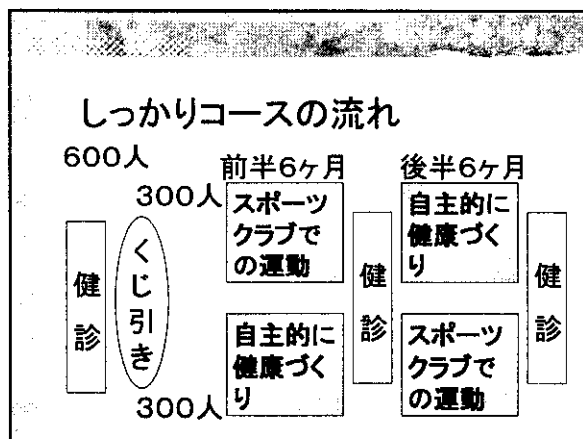 しっかりコースの流れ
600人
前半6ヶ月
後半6ヶ月
300人
スポーツ
クラブで
の運動
自主的に
健康づく
り
健診
くじ引き
健診
健診
自主的に
健康づく
り
スポーツ
クラブで
の運動
300人